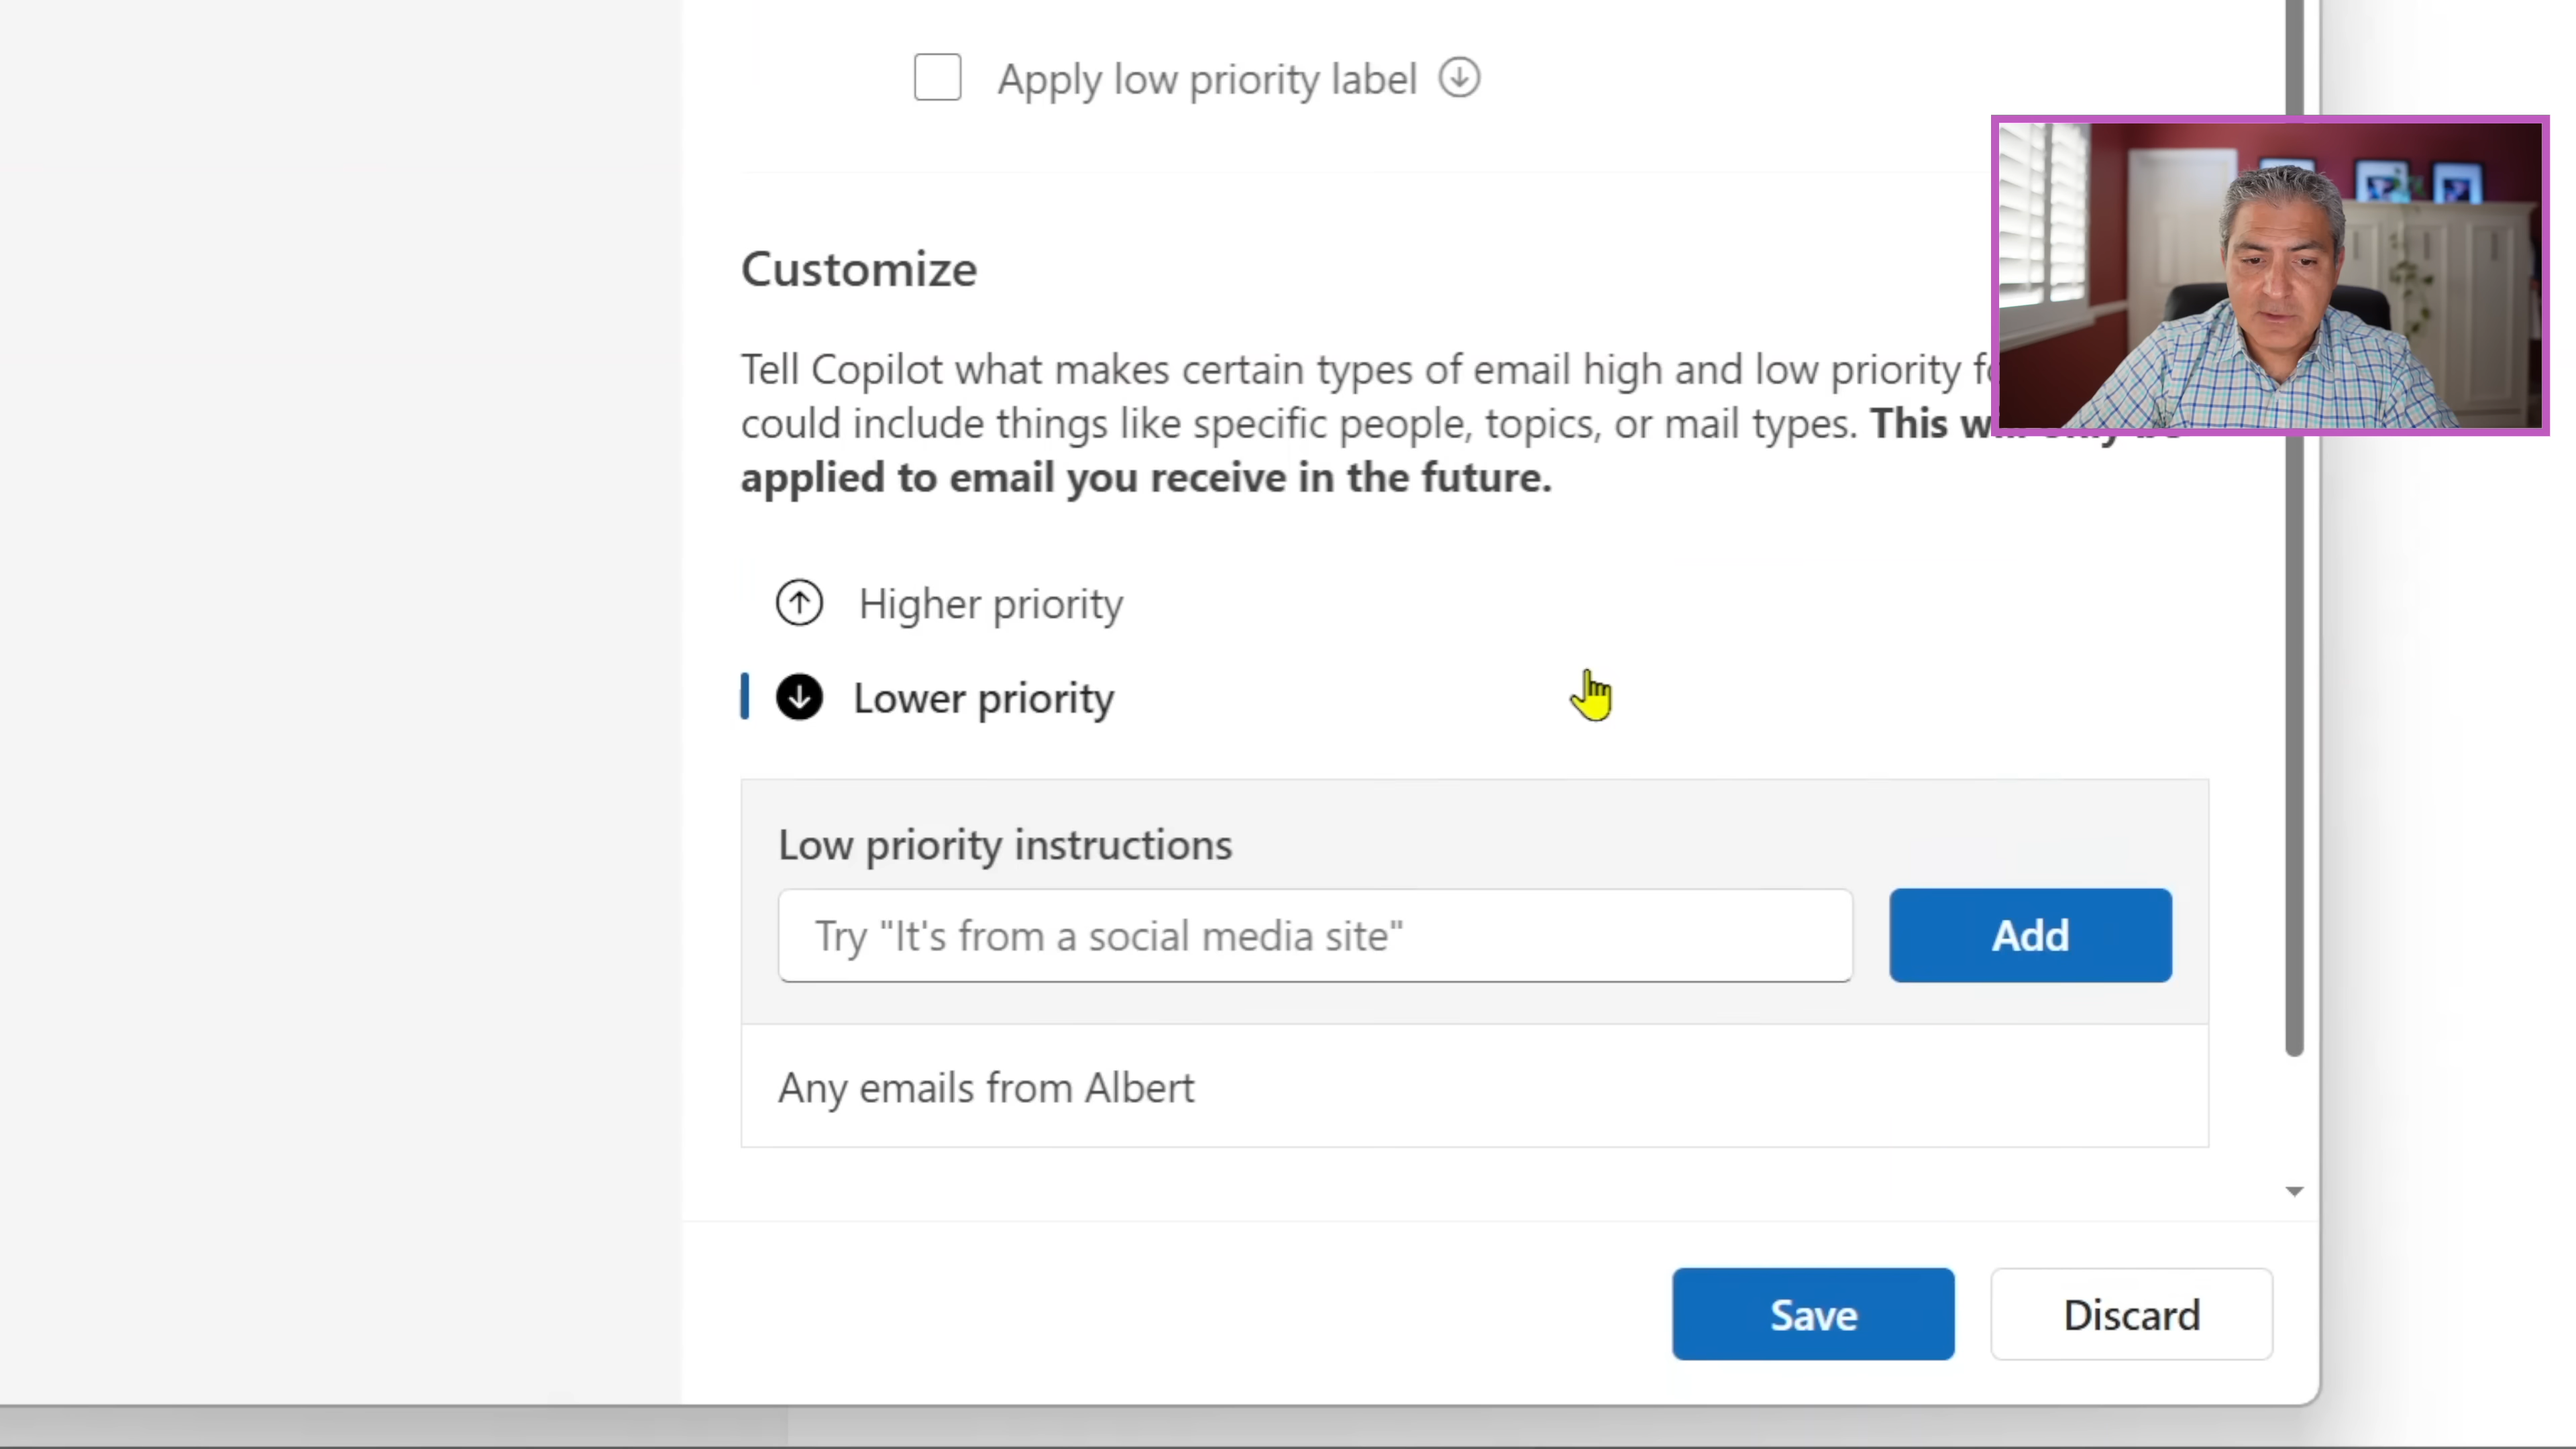 Apply low priority label
Customize
Tell Copilot what makes certain types of email high and low priority
could include things like specific people, topics, or mail types. This
applied to email you receive in the future.
Higher priority
Lower priority
Low priority instructions
Try "It's from a social media site"
Add
Any emails from Albert
Save
Discard